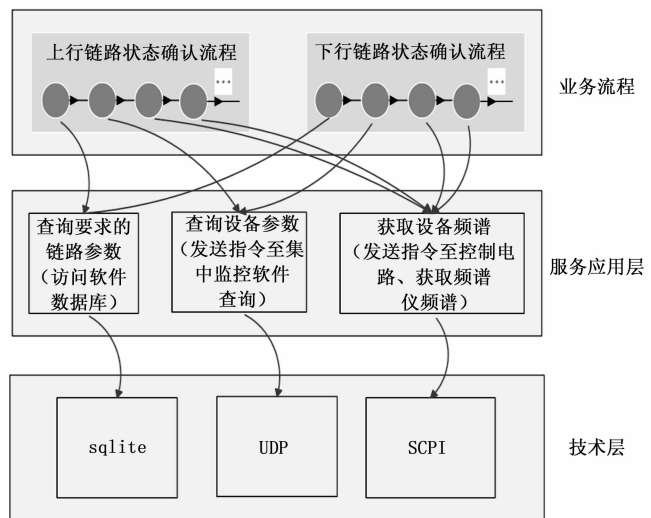 上行链路状态确认流程
下行链路状态确认流程
...
...
业务流程
查询要求的
链路参数
(访问软件
数据库)
查询设备参数
(发送指令至集
中监控软件
查询)
获取设备频谱
(发送指令至控制电
路、获取频谱
仪频谱)
服务应用层
sqlite
UDP
SCPI
技术层